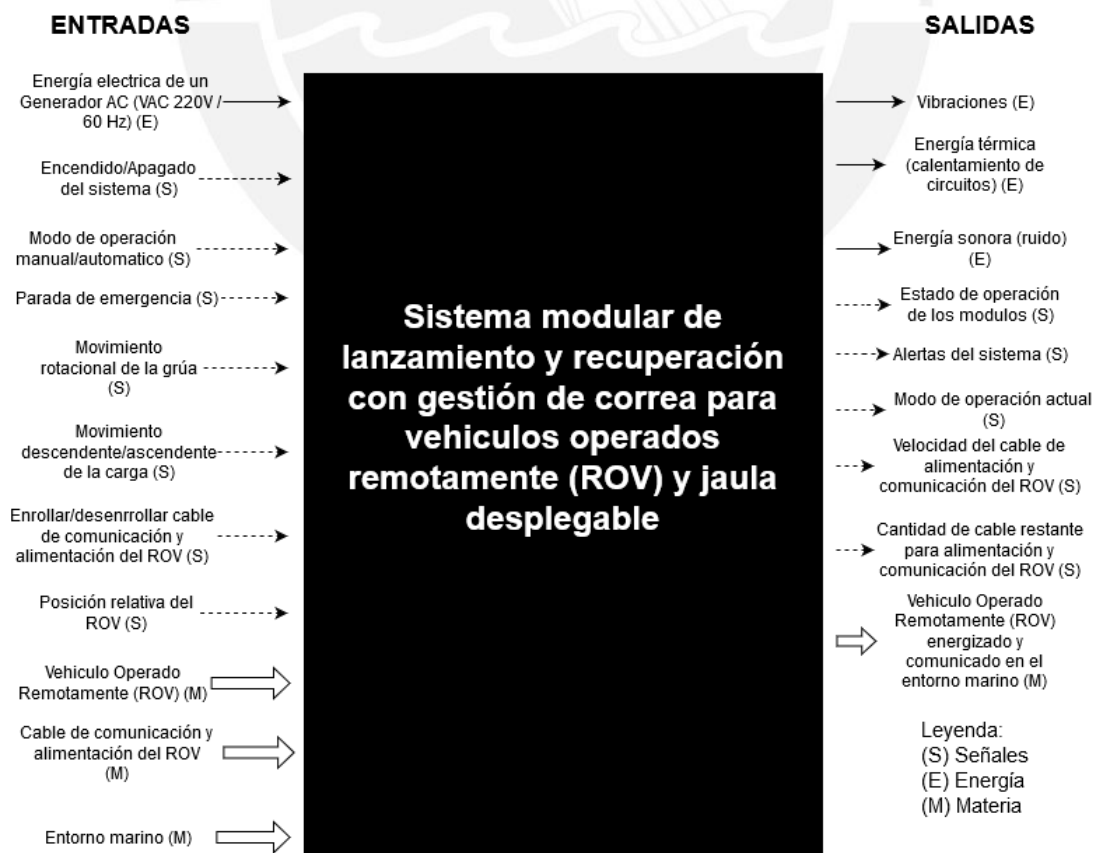 ENTRADAS
Energía electrica de un
Generador AC (VAC 220V /
60 Hz) (E)
Encendido/Apagado
del sistema (S)
Modo de operación
manual/automatico (S)
Parada de emergencia (S)
Movimiento
rotacional de la grúa
(S)
Movimiento
descendente/ascendente
de la carga (S)
Enrollar/desenrrollar cable
de comunicación y
alimentación del ROV (S)
Posición relativa del
ROV (S)
Vehiculo Operado
Remotamente (ROV) (M)
Cable de comunicación y
alimentación del ROV
(M)
Entorno marino (M)
Sistema modular de
lanzamiento y recuperación
con gestión de correa para
vehiculos operados
remotamente (ROV) y jaula
desplegable
SALIDAS
Vibraciones (E)
Energía térmica
(calentamiento de
circuitos) (E)
Energía sonora (ruido)
(E)
Estado de operación
de los modulos (S)
Alertas del sistema (S)
Modo de operación actual
(S)
Velocidad del cable de
alimentación y
comunicación del ROV (S)
Cantidad de cable restante
para alimentación y
comunicación del ROV (S)
Vehiculo Operado
Remotamente (ROV)
energizado y
comunicado en el
entorno marino (M)
Leyenda:
(S) Señales
(E) Energía
(M) Materia